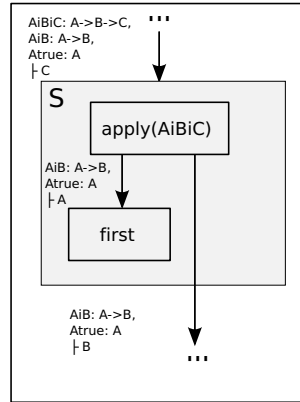 AiBiC: A->B->C,
AiB: A->B,
Atrue: A
├ C
...
S
apply(AiBiC)
AiB: A->B,
Atrue: A
├ A
first
AiB: A->B,
Atrue: A
├ B
...